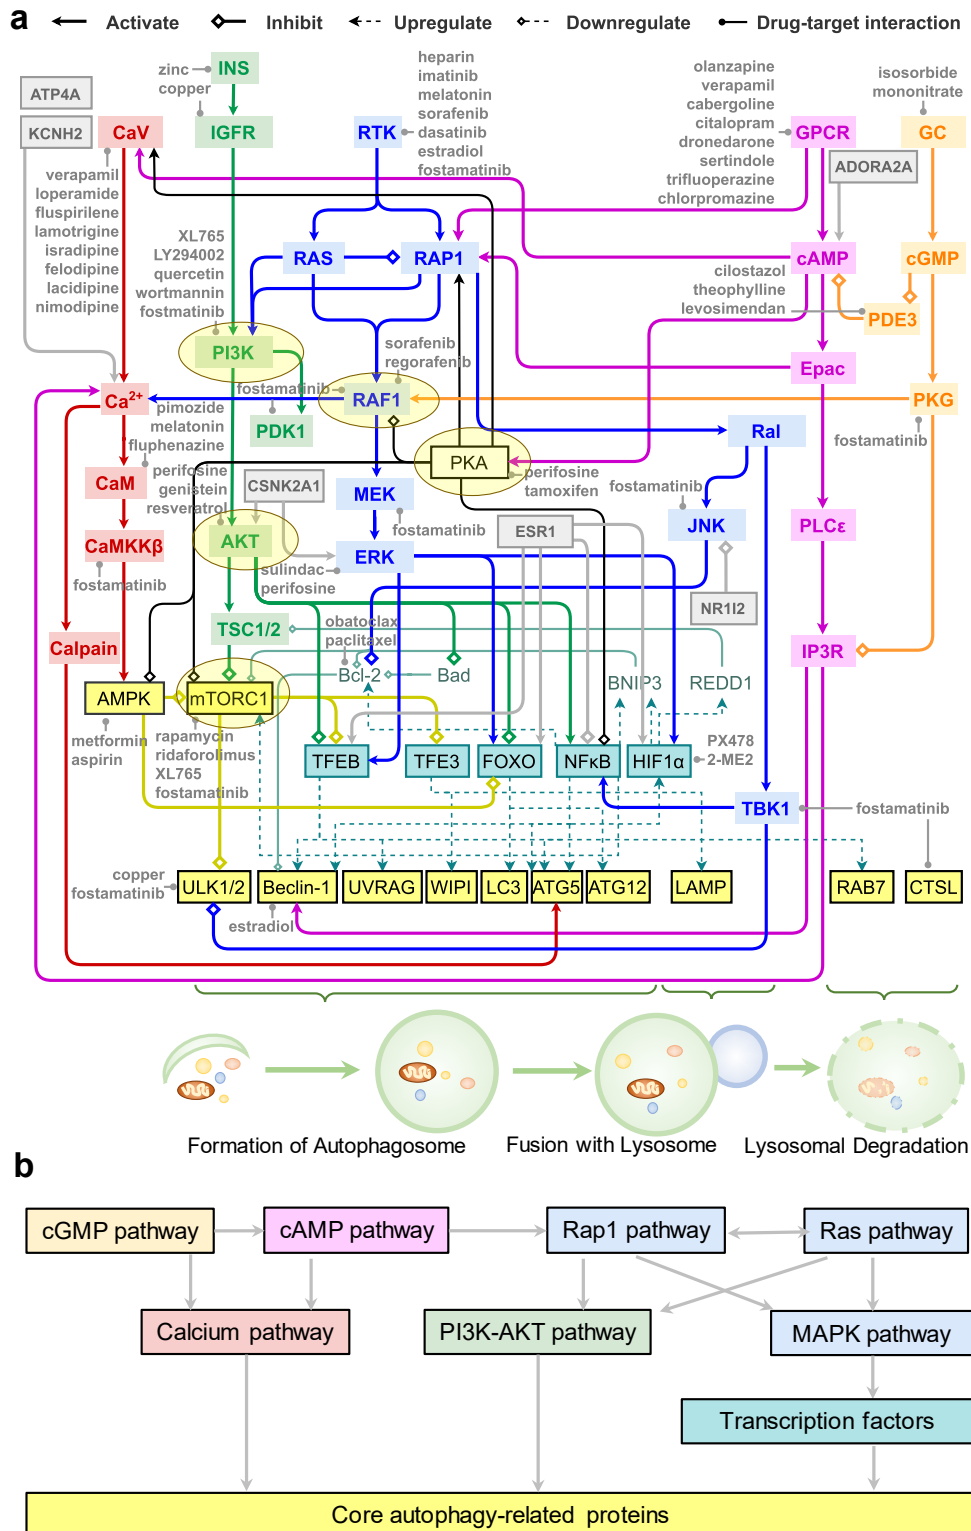 a
Activate
Inhibit
Upregulate
Downregulate
Drug-target interaction
ATP4A
KCNH2
CaV
verapamil
loperamide
fluspirilene
lamotrigine
isradipine
felodipine
lacidipine
nimodipine
zinc
copper
INS
IGFR
RTK
heparin
imatinib
melatonin
sorafenib
dasatinib
estradiol
fostamatinib
olanzapine
verapamil
cabergoline
citalopram
dronedarone
sertindole
trifluoperazine
chlorpromazine
GPCR
isosorbide
mononitrate
GC
ADORA2A
XL765
LY294002
quercetin
wortmannin
fostmatinib
RAS
RAP1
cAMP
cGMP
cilostazol
theophylline
levosimendan
PDE3
PI3K
sorafenib
regorafenib
Epac
Ca2+
fostamatinib
RAF1
PKG
fostamatinib
pimozide
melatonin
fluphenazine
PDK1
Ral
PKA
perifosine
tamoxifen
CaM
perifosine
genistein
resveratrol
CSNK2A1
MEK
fostamatinib
fostamatinib
JNK
PLCε
ESR1
CaMKKβ
fostamatinib
AKT
ERK
sulindac
perifosine
NR1I2
Calpain
TSC1/2
obatoclax
paclitaxel
Bcl-2
Bad
IP3R
BNIP3
REDD1
AMPK
mTORC1
metformin
aspirin
rapamycin
ridaforolimus
XL765
fostamatinib
TFEB
TFE3
FOXO
NFκB
HIF1α
PX478
2-ME2
TBK1
fostamatinib
copper
fostamatinib
ULK1/2
Beclin-1
UVRAG
WIPI
LC3
ATG5
ATG12
LAMP
RAB7
CTSL
estradiol
Formation of Autophagosome
Fusion with Lysosome
Lysosomal Degradation
b
cGMP pathway
cAMP pathway
Rap1 pathway
Ras pathway
Calcium pathway
PI3K-AKT pathway
MAPK pathway
Transcription factors
Core autophagy-related proteins